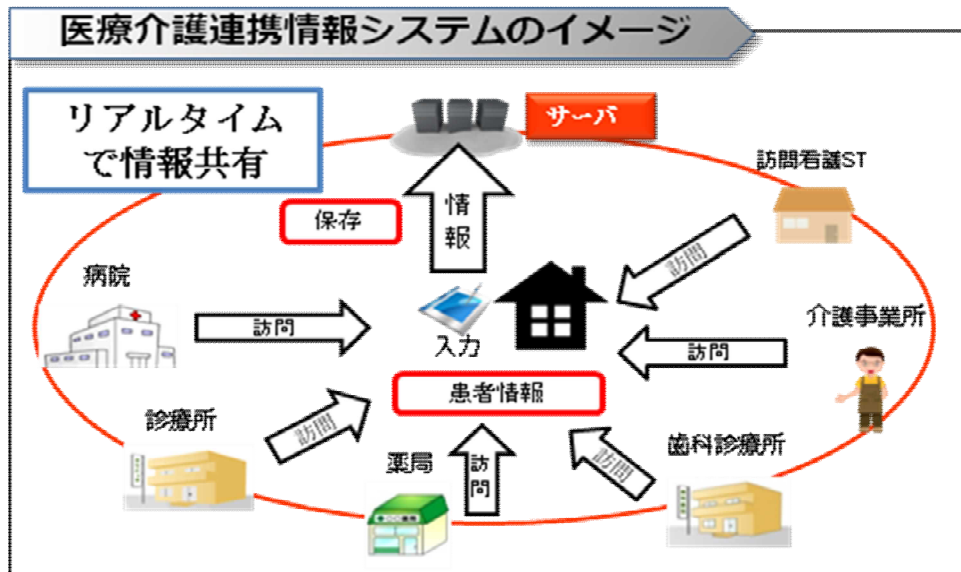 医療介護連携情報システムのイメージ
リアルタイム
で情報共有
サーバ
訪問看護ST
保存
情報
訪問
病院
訪問
入力
訪問
介護事業所
患者情報
診療所
訪問
薬局
訪問
訪問
歯科診療所